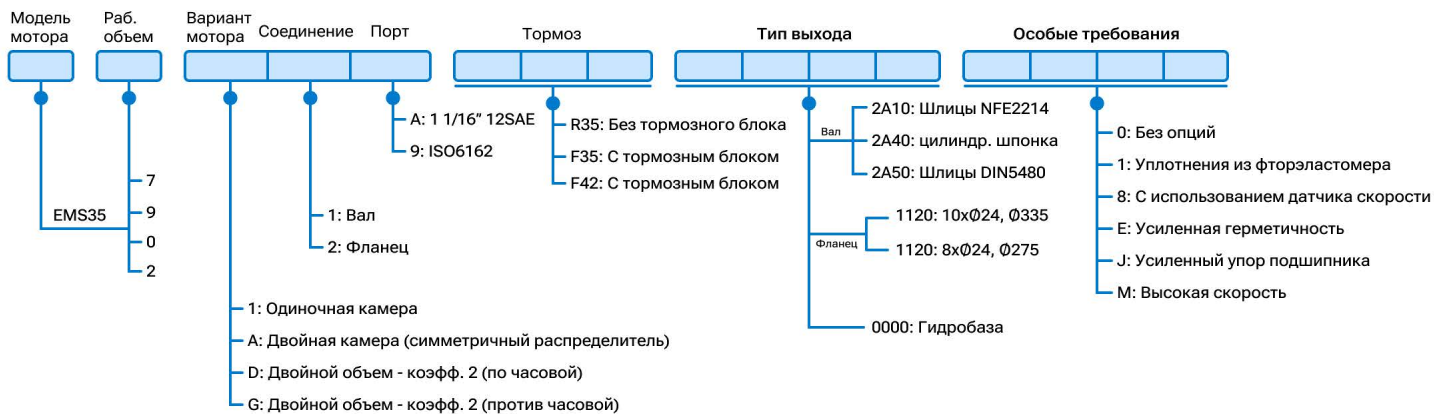 Модель мотора
Раб. объем
Вариант мотора
Соединение
Порт
Тормоз
Тип выхода
Особые требования
EMS35
7
9
0
2
1: Одиночная камера
A: Двойная камера (симметричный распределитель)
D: Двойной объем - коэфф. 2 (по часовой)
G: Двойной объем - коэфф. 2 (против часовой)
1: Вал
2: Фланец
A: 1 1/16” 12SAE
9: ISO6162
R35: Без тормозного блока
F35: С тормозным блоком
F42: С тормозным блоком
Вал
2A10: Шлицы NFE2214
2A40: цилиндр. шпонка
2A50: Шлицы DIN5480
Фланец
1120: 10xØ24, Ø335
1120: 8xØ24, Ø275
0000: Гидробаза
0: Без опций
1: Уплотнения из фторэластомера
8: С использованием датчика скорости
E: Усиленная герметичность
J: Усиленный упор подшипника
M: Высокая скорость